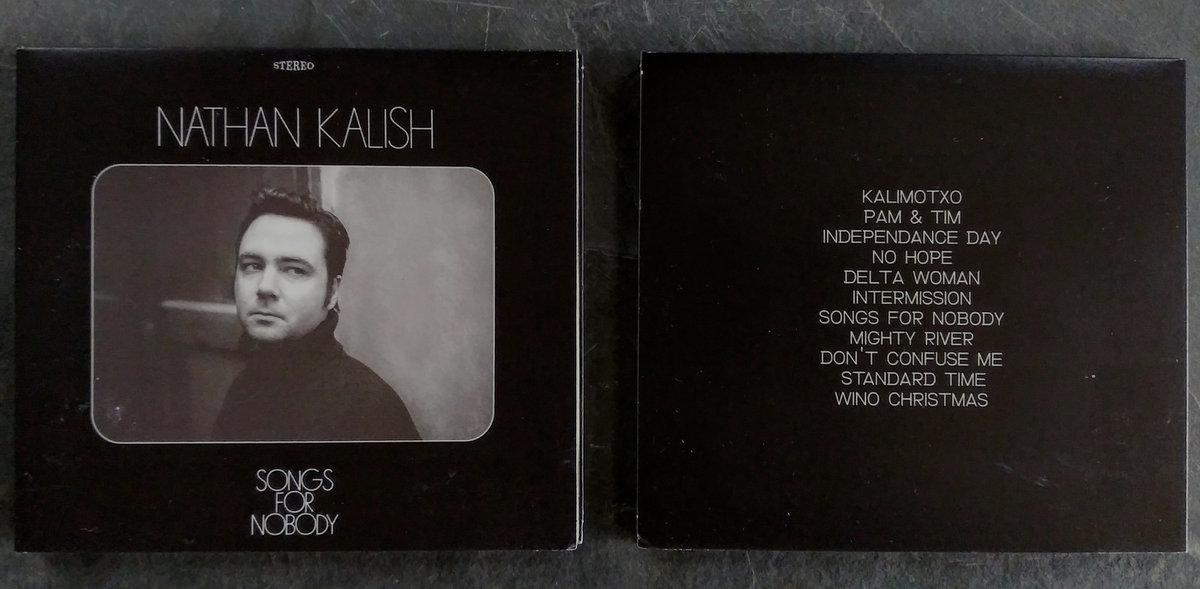 STEREO
NATHAN KALISH
SONGS
FOR
NOBODY
KALIMOTXO
PAM & TIM
INDEPENDANCE DAY
NO HOPE
DELTA WOMAN
INTERMISSION
SONGS FOR NOBODY
MIGHTY RIVER
DON'T CONFUSE ME
STANDARD TIME
WINO CHRISTMAS